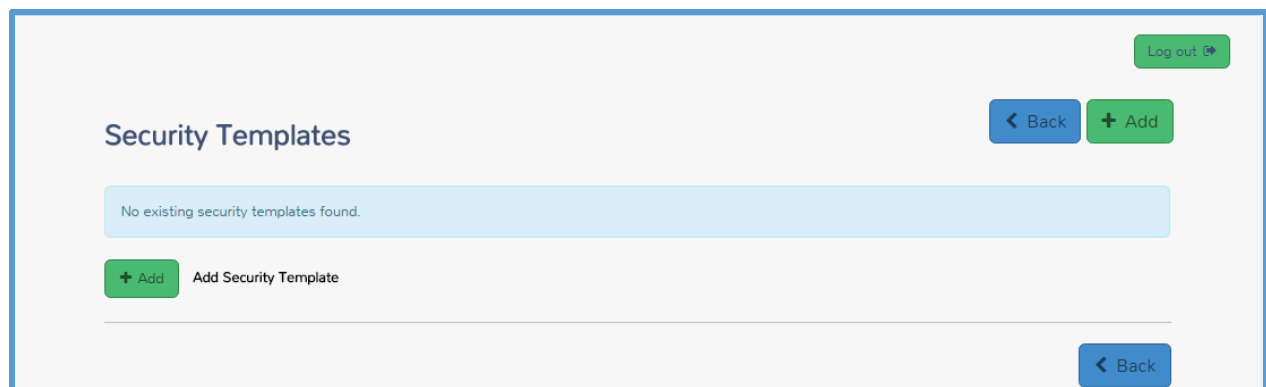 Log out
Security Templates
Back
Add
No existing security templates found.
Add
Add Security Template
Back